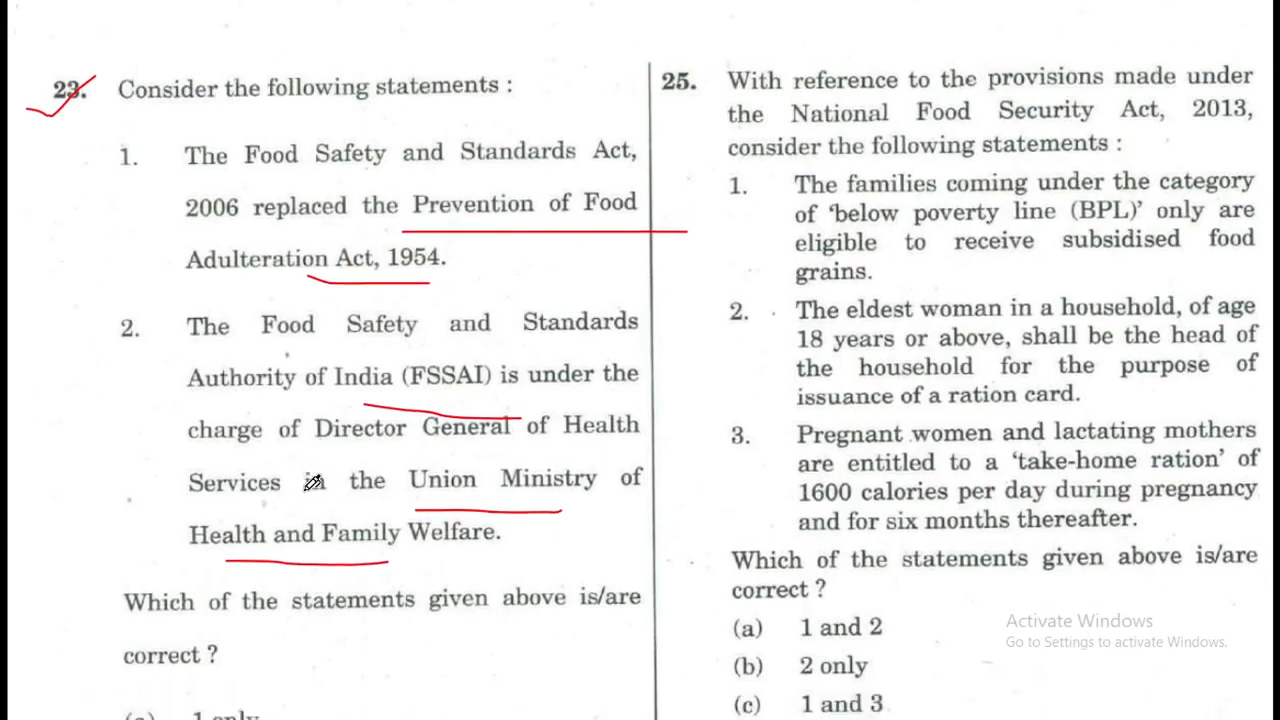 23. Consider the following statements :
1. The Food Safety and Standards Act,
2006 replaced the Prevention of Food
Adulteration Act, 1954.
2. The Food Safety and Standards
Authority of India (FSSAI) is under the
charge of Director General of Health
Services in the Union Ministry of
Health and Family Welfare.
Which of the statements given above is/are
correct ?
1 only
25. With reference to the provisions made under
the National Food Security Act, 2013,
consider the following statements :
1. The families coming under the category
of ‘below poverty line (BPL)’ only are
eligible to receive subsidised food
grains.
2. The eldest woman in a household, of age
18 years or above, shall be the head of
the household for the purpose of
issuance of a ration card.
3. Pregnant women and lactating mothers
are entitled to a ‘take-home ration’ of
1600 calories per day during pregnancy
and for six months thereafter.
Which of the statements given above is/are
correct ?
(a) 1 and 2
(b) 2 only
(c) 1 and 3
Activate Windows
Go to Settings to activate Windows.